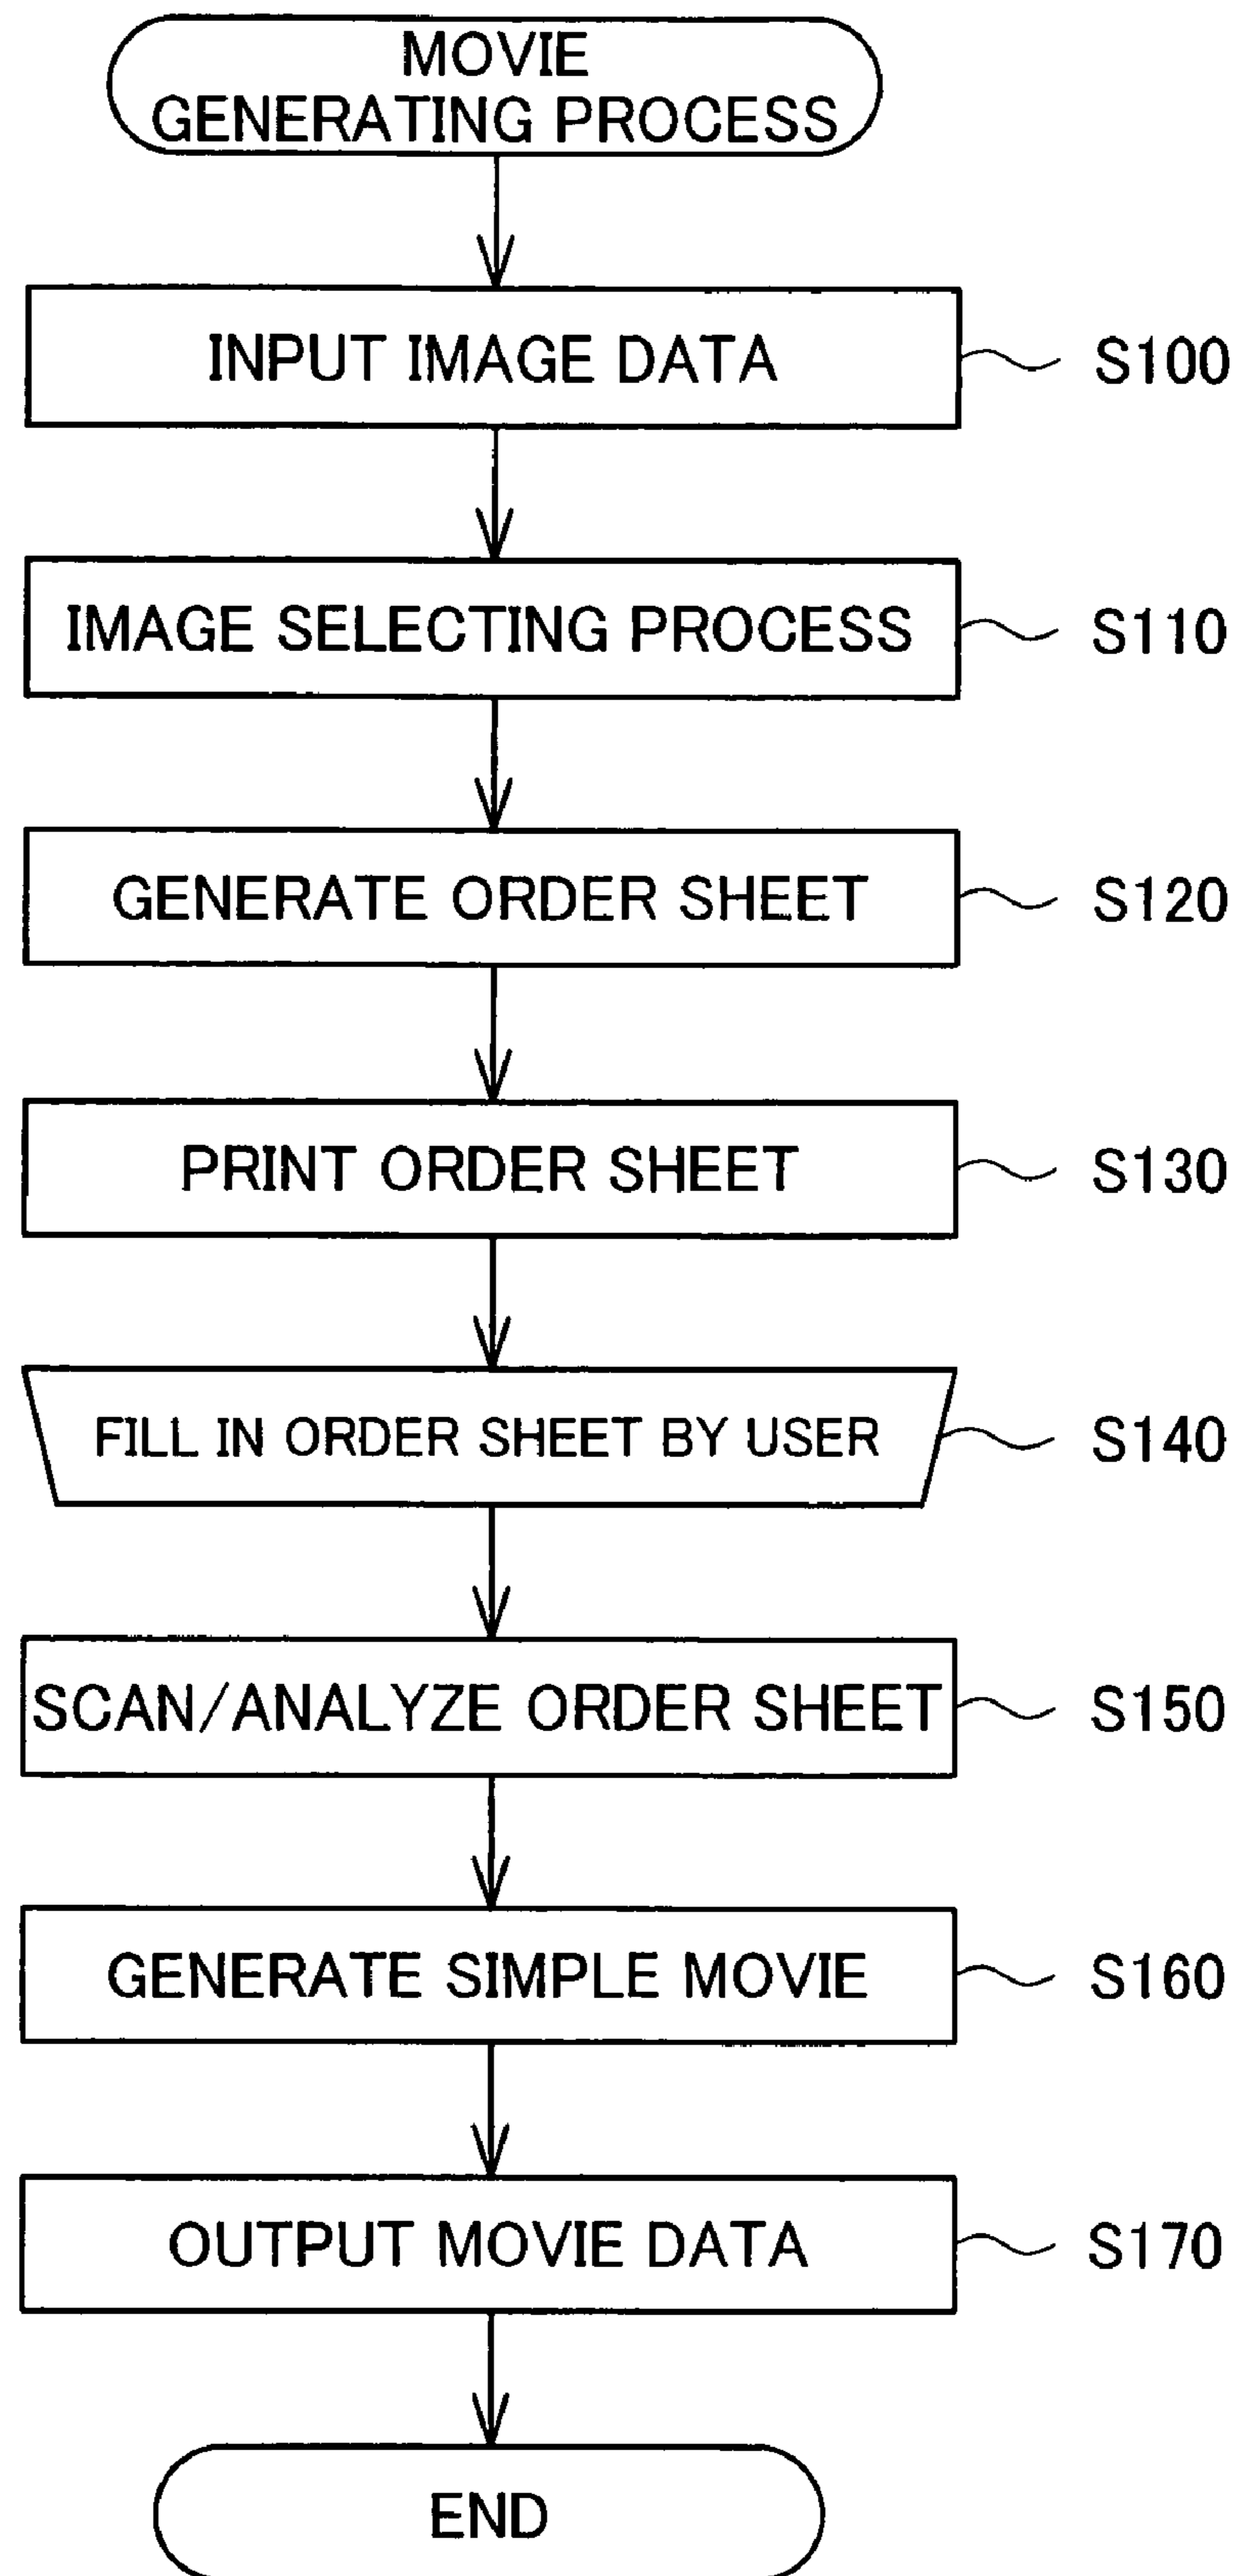 MOVIE
GENERATING PROCESS
INPUT IMAGE DATA S100
IMAGE SELECTING PROCESS S110
GENERATE ORDER SHEET S120
PRINT ORDER SHEET S130
FILL IN ORDER SHEET BY USER S140
SCAN/ANALYZE ORDER SHEET S150
GENERATE SIMPLE MOVIE S160
OUTPUT MOVIE DATA S170
END